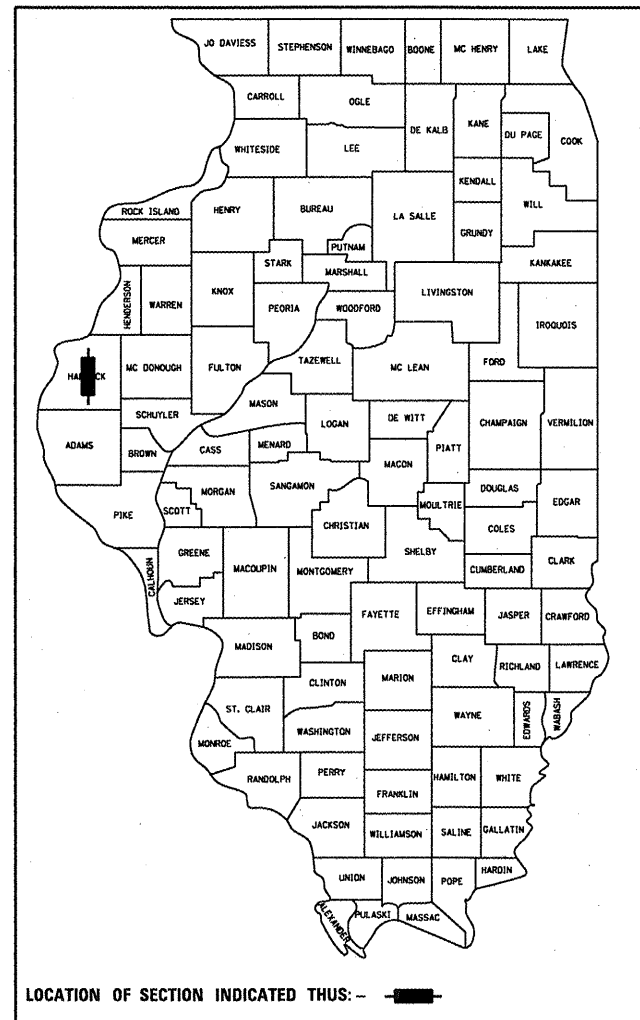 JO DAVIESS STEPHENSON WINNEBAGO BOONE MC HENRY LAKE
CARROLL OGLE DE KALB KANE DU PAGE COOK
WHITESIDE LEE
KENDALL
ROCK ISLAND HENRY BUREAU LA SALLE WILL
MERCER PUTNAM GRUNDY
STARK MARSHALL KANKAKEE
HENDERSON WARREN KNOX PEORIA WOODFORD LIVINGSTON
IROQUOIS
MC DONOUGH FULTON TAZEWELL MC LEAN FORD
MASON
SCHUYLER LOGAN DE WITT CHAMPAIGN VERMILION
ADAMS BROWN CASS MENARD MACON PIATT
SANGAMON
PIKE SCOTT MORGAN MOULTRIE DOUGLAS EDGAR
CHRISTIAN COLES
GREENE MACOUPIN MONTGOMERY SHELBY
CALHOUN CUMBERLAND CLARK
JERSEY FAYETTE EFFINGHAM JASPER CRAWFORD
MADISON BOND CLAY RICHLAND LAWRENCE
CLINTON MARION
ST. CLAIR WASHINGTON WAYNE EDWARDS WABASH
MONROE JEFFERSON
RANDOLPH PERRY HAMILTON WHITE
FRANKLIN
JACKSON WILLIAMSON SALINE GALLATIN
UNION JOHNSON POPE HARDIN
ALEXANDER PULASKI MASSAC
LOCATION OF SECTION INDICATED THUS: –